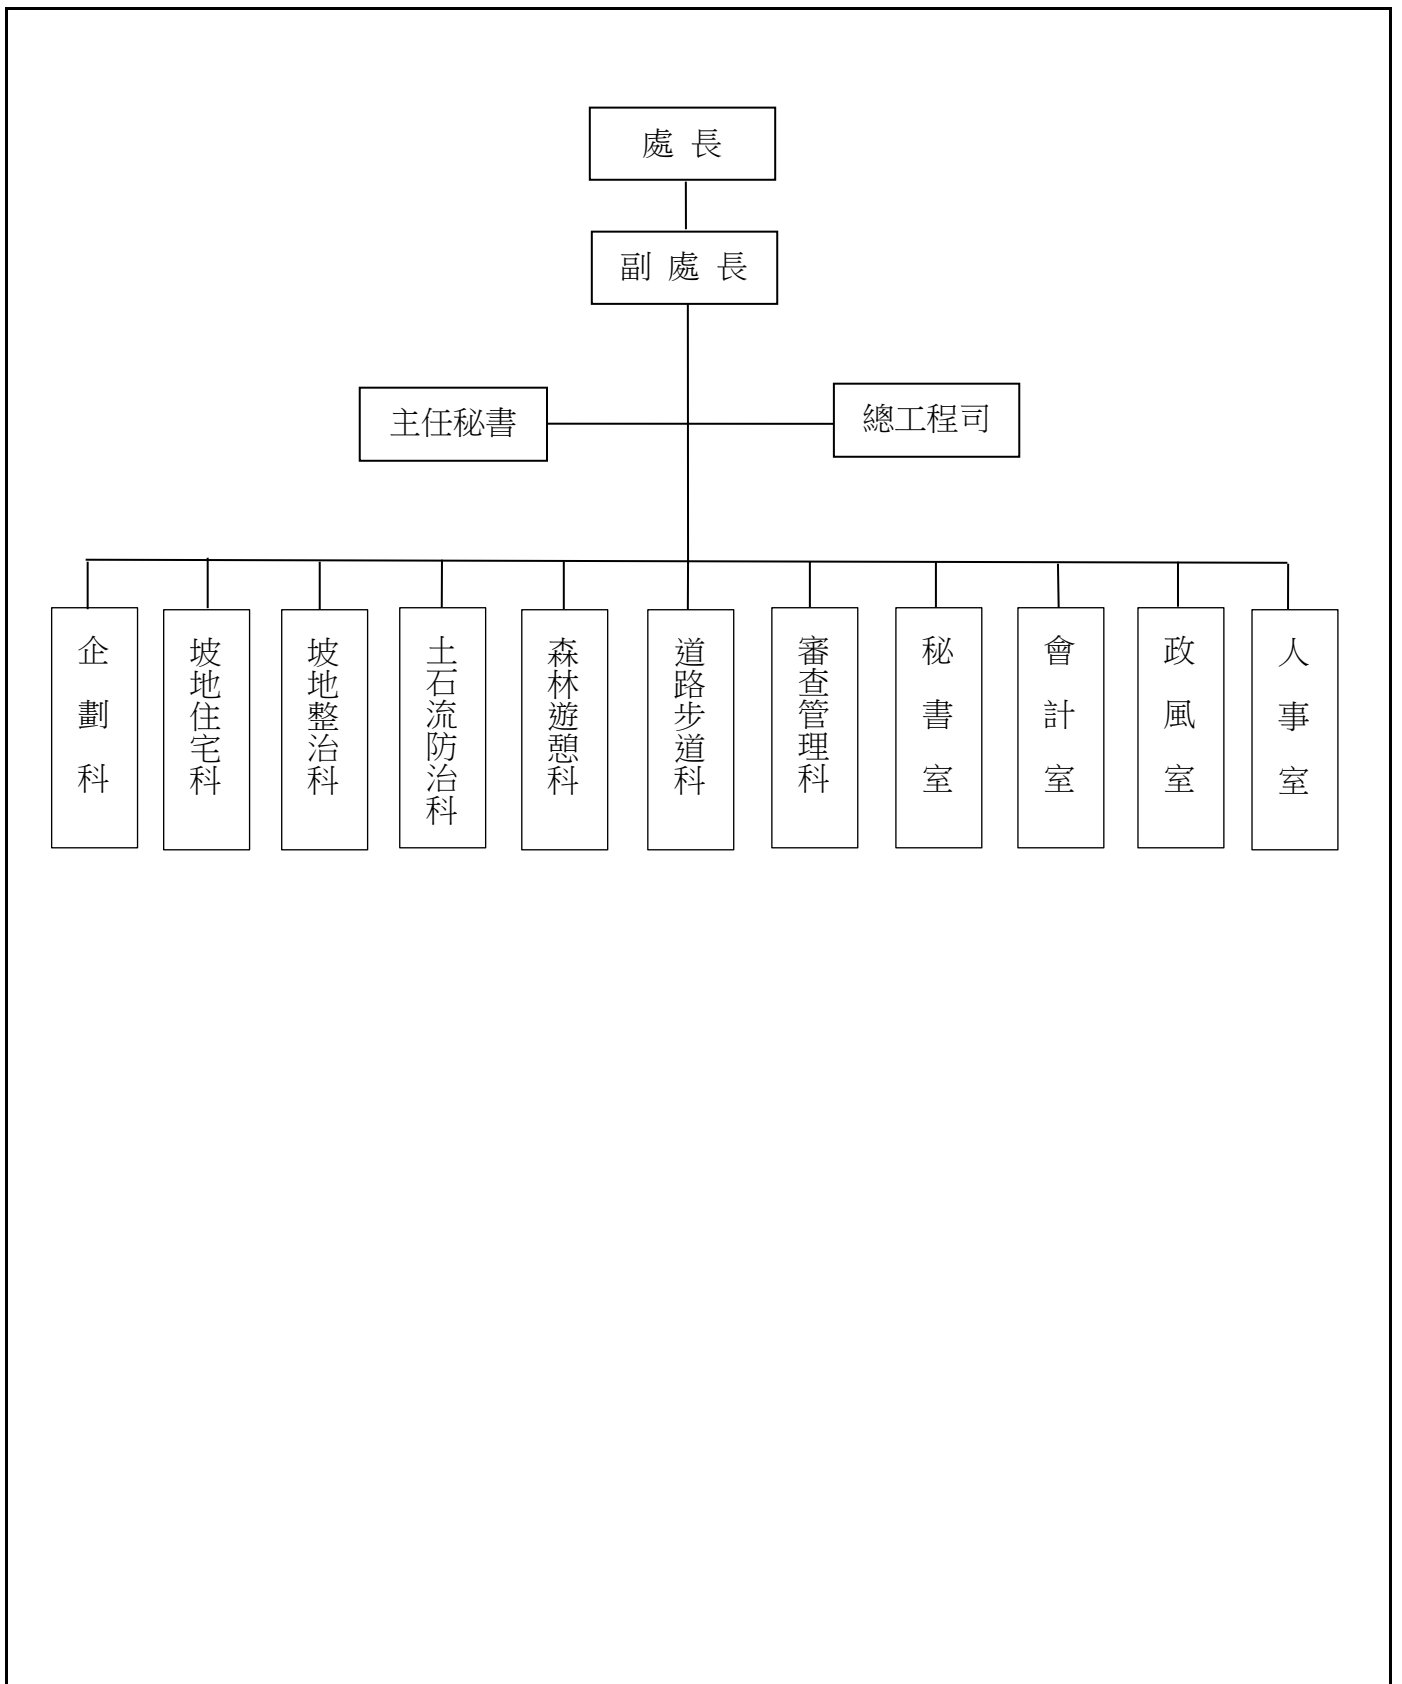 處 長
副 處 長
主任秘書
總工程司
企劃科
坡地住宅科
坡地整治科
土石流防治科
森林遊憩科
道路步道科
審查管理科
秘書室
會計室
政風室
人事室